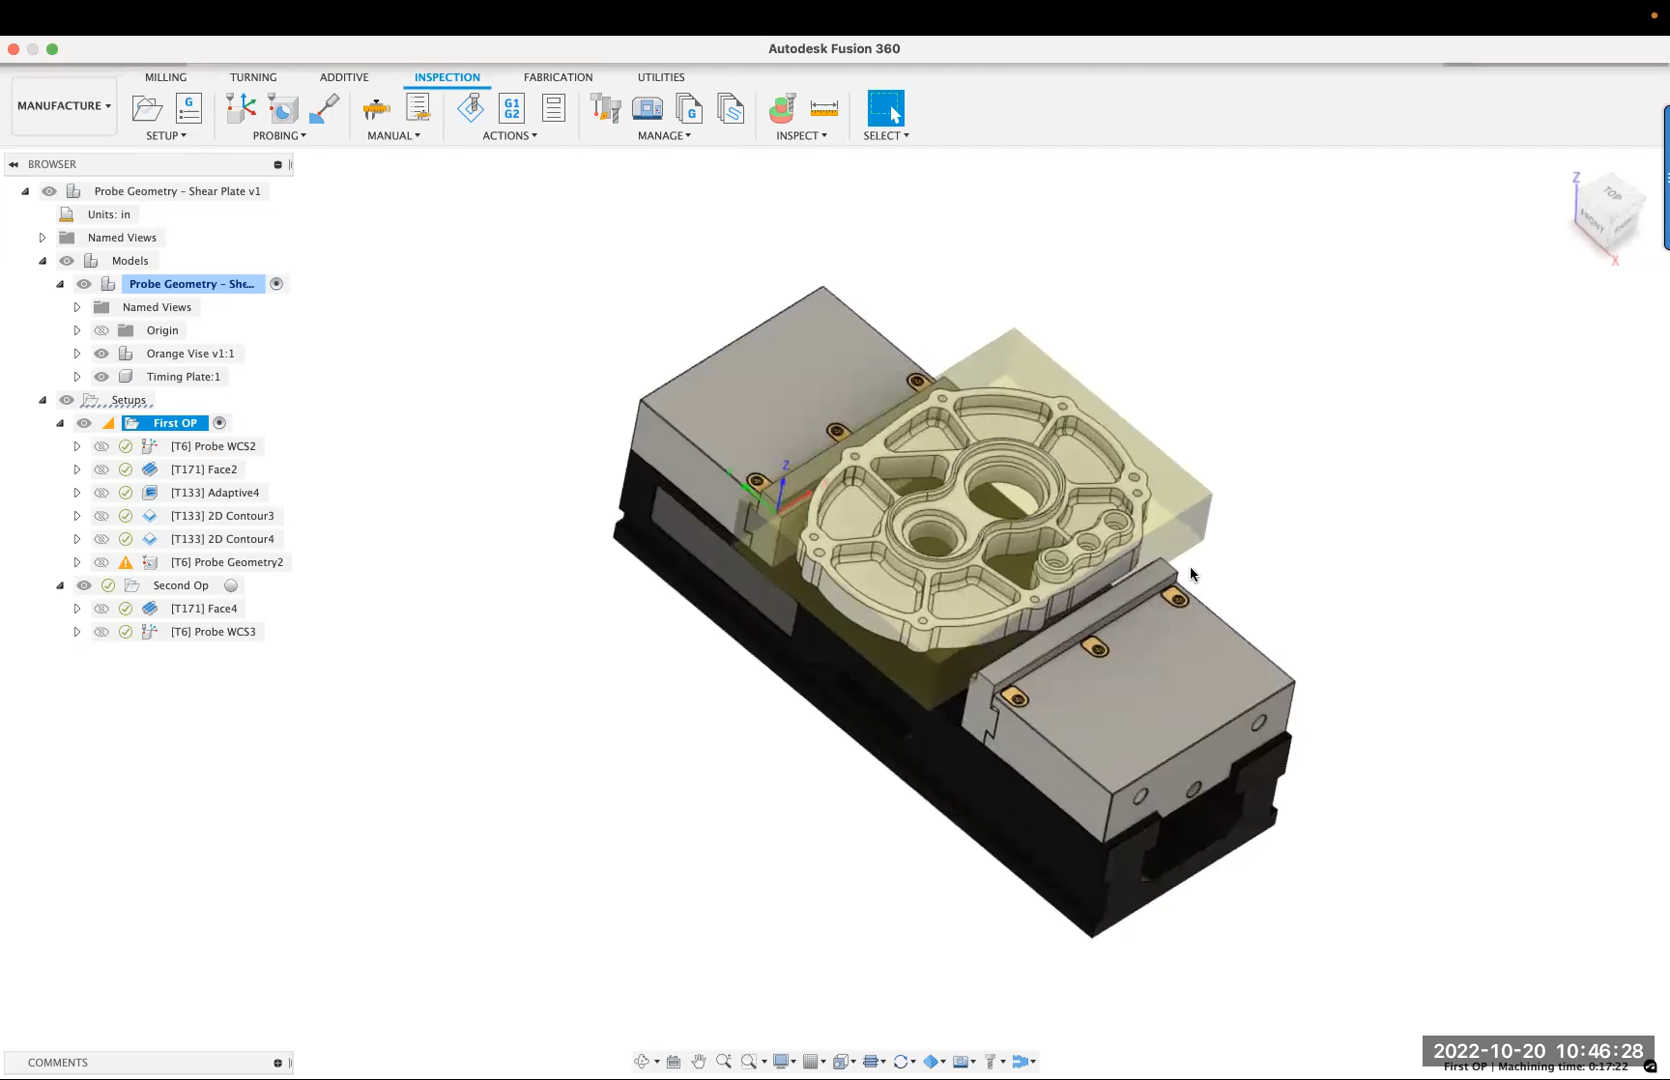 Autodesk Fusion 360
MILLING TURNING ADDITIVE INSPECTION FABRICATION UTILITIES
MANUFACTURE
G G1 G2 G
SETUP PROBING MANUAL ACTIONS MANAGE INSPECT SELECT
BROWSER
Probe Geometry - Shear Plate v1
Units: in
Named Views
Models
Probe Geometry - She...
Named Views
Origin
Orange Vise v1:1
Timing Plate:1
Setups
First OP
[T6] Probe WCS2
[T171] Face2
[T133] Adaptive4
[T133] 2D Contour3
[T133] 2D Contour4
[T6] Probe Geometry2
Second Op
[T171] Face4
[T6] Probe WCS3
Z
TOP
FRONT
X
Z
COMMENTS
2022-10-20 10:46:28
First OP | Machining time: 0:17:22